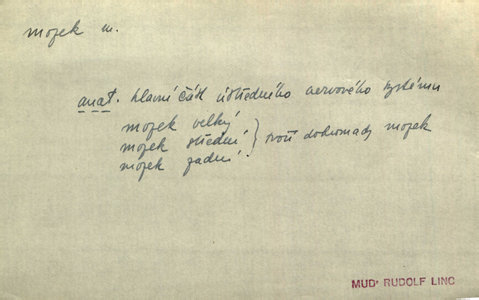 mozek m.
anat. hlavní část ústředního nervového systému
mozek velký
mozek střední } tvoří dohromady mozek
mozek zadní
MUDr RUDOLF LINC